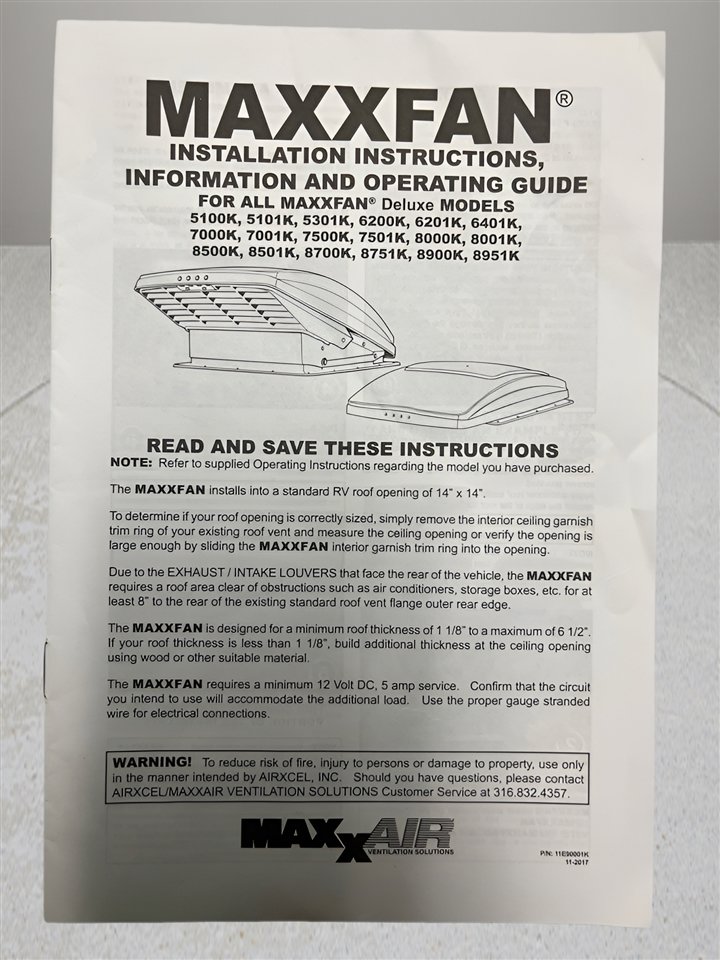 MAXXFAN®
INSTALLATION INSTRUCTIONS,
INFORMATION AND OPERATING GUIDE
FOR ALL MAXXFAN® Deluxe MODELS
5100K, 5101K, 5301K, 6200K, 6201K, 6401K,
7000K, 7001K, 7500K, 7501K, 8000K, 8001K,
8500K, 8501K, 8700K, 8751K, 8900K, 8951K
READ AND SAVE THESE INSTRUCTIONS
NOTE: Refer to supplied Operating Instructions regarding the model you have purchased.
The MAXXFAN installs into a standard RV roof opening of 14" x 14".
To determine if your roof opening is correctly sized, simply remove the interior ceiling garnish
trim ring of your existing roof vent and measure the ceiling opening or verify the opening is
large enough by sliding the MAXXFAN interior garnish trim ring into the opening.
Due to the EXHAUST / INTAKE LOUVERS that face the rear of the vehicle, the MAXXFAN
requires a roof area clear of obstructions such as air conditioners, storage boxes, etc. for at
least 8" to the rear of the existing standard roof vent flange outer rear edge.
The MAXXFAN is designed for a minimum roof thickness of 1 1/8" to a maximum of 6 1/2".
If your roof thickness is less than 1 1/8", build additional thickness at the ceiling opening
using wood or other suitable material.
The MAXXFAN requires a minimum 12 Volt DC, 5 amp service. Confirm that the circuit
you intend to use will accommodate the additional load. Use the proper gauge stranded
wire for electrical connections.
WARNING! To reduce risk of fire, injury to persons or damage to property, use only
in the manner intended by AIRXCEL, INC. Should you have questions, please contact
AIRXCEL/MAXXAIR VENTILATION SOLUTIONS Customer Service at 316.832.4357.
MAXXAIR
VENTILATION SOLUTIONS
P/N: 11E90001K
11-2017